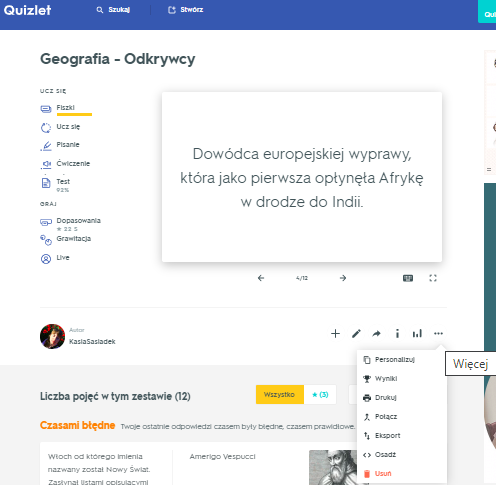 Quizlet
Szukaj
Stwórz
Qui
Geografia - Odkrywcy
UCZ SIĘ
Fiszki
Ucz się
Pisanie
Ćwiczenie
Test
92%
GRAJ
Dopasowania
★ 22 S
Grawitacja
Live
Dowódca europejskiej wyprawy,
która jako pierwsza opłynęła Afrykę
w drodze do Indii.
4/12
Autor
KasiaSasiadek
Personalizuj
Wyniki
Drukuj
Połącz
Eksport
Osadź
Usuń
Więcej
Liczba pojęć w tym zestawie (12)
Wszystko
★ (3)
Czasami błędne Twoje ostatnie odpowiedzi czasem były błędne, czasem prawidłowe.
Włoch od którego imienia
nazwany został Nowy Świat.
Zasłynął listami opisującymi
Amerigo Vespucci